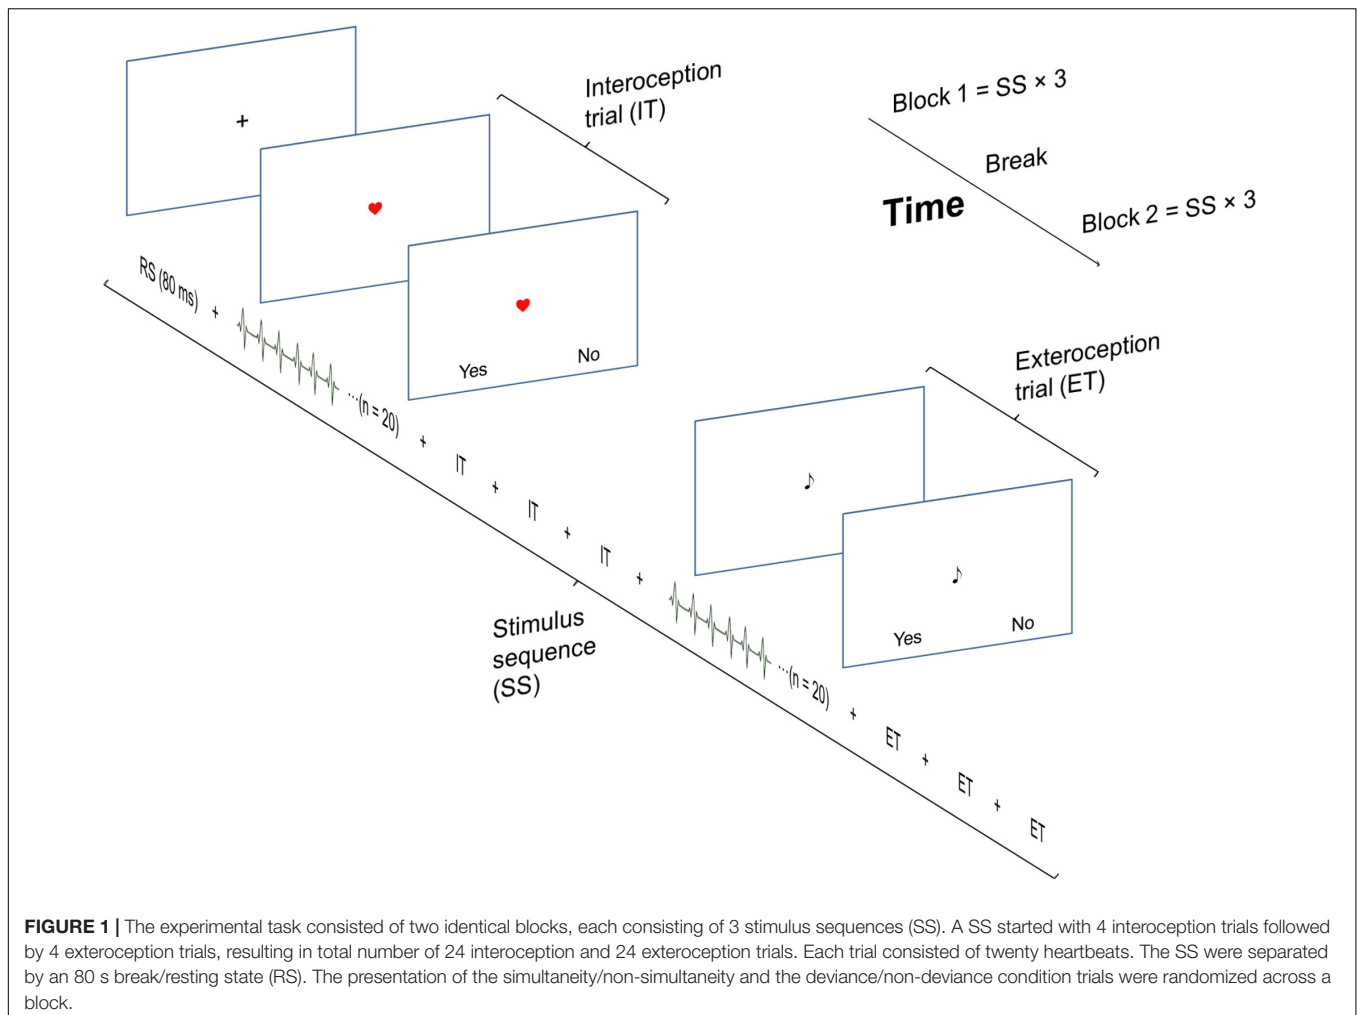 +
Interoception
trial (IT)
Block 1 = SS × 3
Break
Time
Block 2 = SS × 3
Yes
No
RS (80 ms) + ···(n = 20) + IT + IT + IT + ···(n = 20) + ET + ET + ET
Exteroception
trial (ET)
♪
♪
Yes
No
Stimulus
sequence
(SS)
FIGURE 1 | The experimental task consisted of two identical blocks, each consisting of 3 stimulus sequences (SS). A SS started with 4 interoception trials followed
by 4 exteroception trials, resulting in total number of 24 interoception and 24 exteroception trials. Each trial consisted of twenty heartbeats. The SS were separated
by an 80 s break/resting state (RS). The presentation of the simultaneity/non-simultaneity and the deviance/non-deviance condition trials were randomized across a
block.